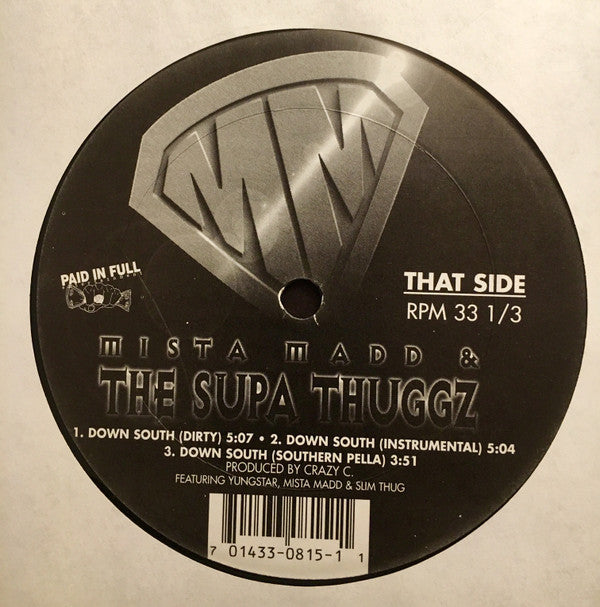 MM
PAID IN FULL
THAT SIDE
RPM 33 1/3
MISTA MADD &
THE SUPA THUGGZ
1. DOWN SOUTH (DIRTY) 5:07 • 2. DOWN SOUTH (INSTRUMENTAL) 5:04
3. DOWN SOUTH (SOUTHERN PELLA) 3:51
PRODUCED BY CRAZY C.
FEATURING YUNGSTAR, MISTA MADD & SLIM THUG
7 01433-0815-1 1